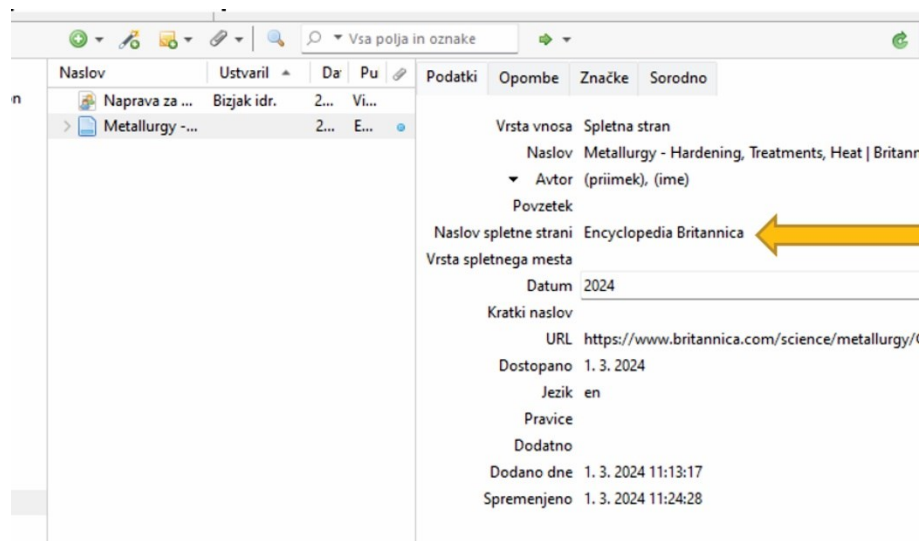 Vsa polja in oznake
Naslov Ustvaril Da Pu
Naprava za ... Bizjak idr. 2... Vi...
Metallurgy -... 2... E...
Podatki Opombe Značke Sorodno
Vrsta vnosa Spletna stran
Naslov Metallurgy - Hardening, Treatments, Heat | Britann
Avtor (priimek), (ime)
Povzetek
Naslov spletne strani Encyclopedia Britannica
Vrsta spletnega mesta
Datum 2024
Kratki naslov
URL https://www.britannica.com/science/metallurgy/
Dostopano 1. 3. 2024
Jezik en
Pravice
Dodatno
Dodano dne 1. 3. 2024 11:13:17
Spremenjeno 1. 3. 2024 11:24:28